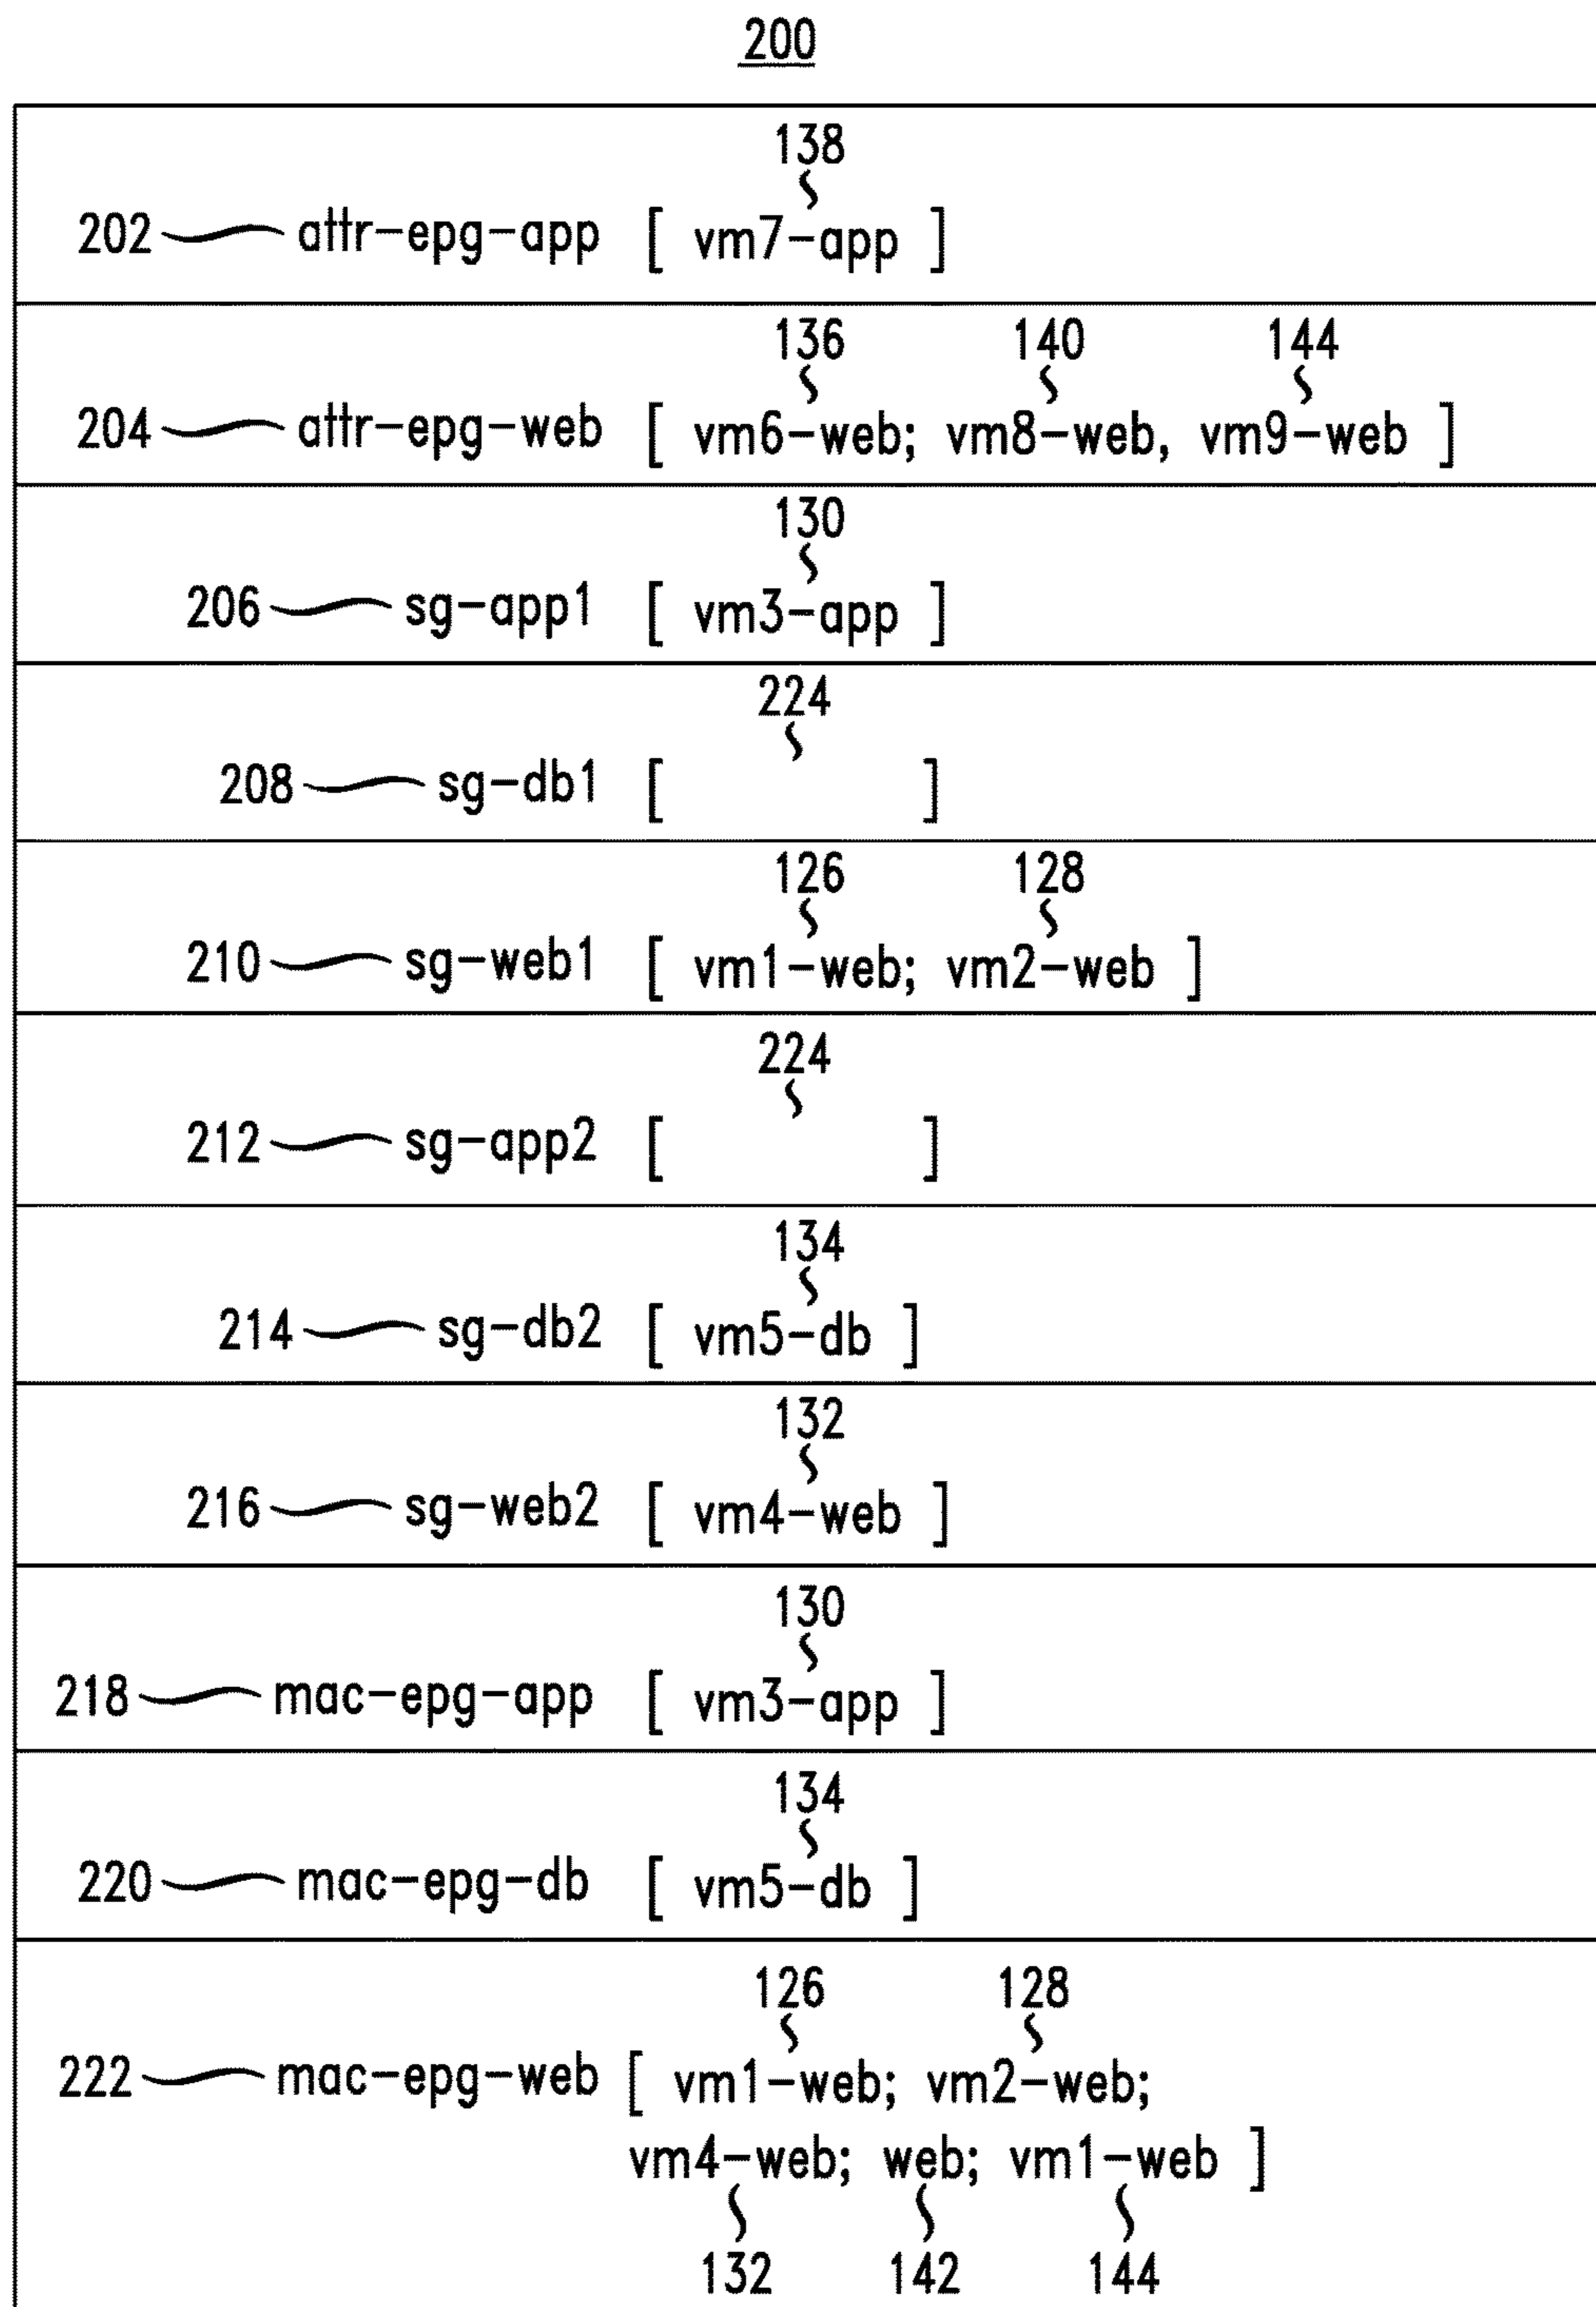 200
138
202 attr-epg-app [ vm7-app ]
136 140 144
204 attr-epg-web [ vm6-web; vm8-web, vm9-web ]
130
206 sg-app1 [ vm3-app ]
224
208 sg-db1 [ ]
126 128
210 sg-web1 [ vm1-web; vm2-web ]
224
212 sg-app2 [ ]
134
214 sg-db2 [ vm5-db ]
132
216 sg-web2 [ vm4-web ]
130
218 mac-epg-app [ vm3-app ]
134
220 mac-epg-db [ vm5-db ]
126 128
222 mac-epg-web [ vm1-web; vm2-web;
vm4-web; web; vm1-web ]
132 142 144